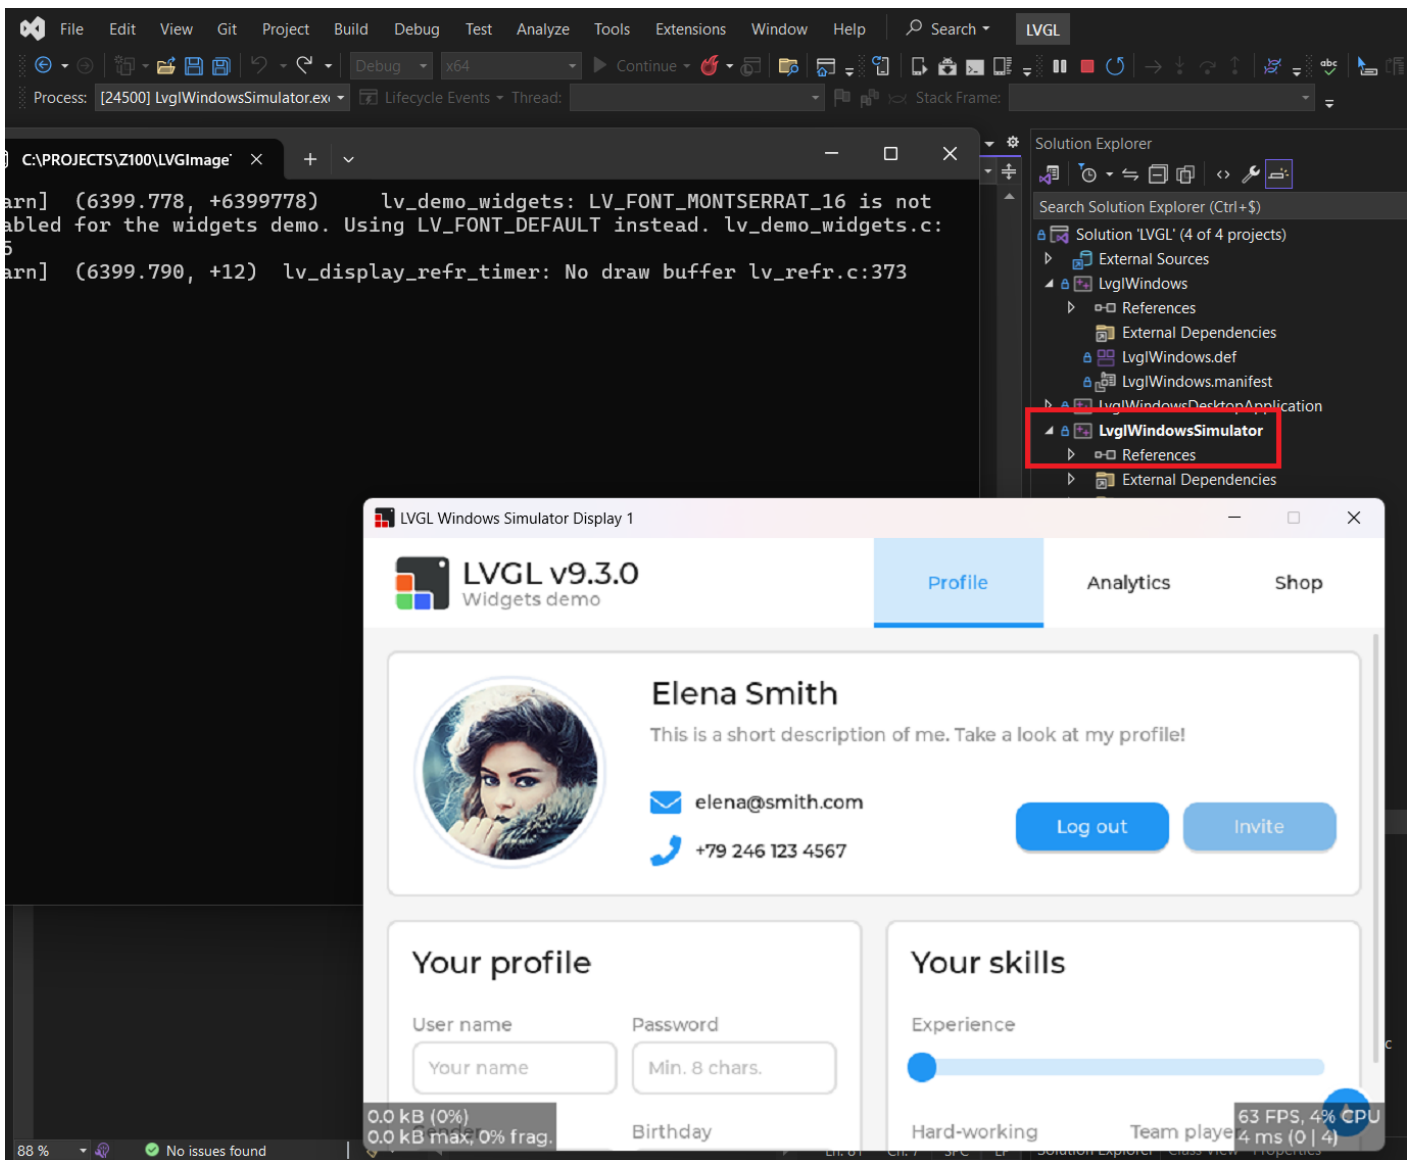 File Edit View Git Project Build Debug Test Analyze Tools Extensions Window Help Search LVGL
Debug x64 Continue
Process: [24500] LvglWindowsSimulator.exe Lifecycle Events Thread: Stack Frame:
C:\PROJECTS\Z100\LVGImage
arn] (6399.778, +6399778) lv_demo_widgets: LV_FONT_MONTSERRAT_16 is not
abled for the widgets demo. Using LV_FONT_DEFAULT instead. lv_demo_widgets.c:
5
arn] (6399.790, +12) lv_display_refr_timer: No draw buffer lv_refr.c:373
Solution Explorer
Search Solution Explorer (Ctrl+$)
Solution 'LVGL' (4 of 4 projects)
External Sources
LvglWindows
References
External Dependencies
LvglWindows.def
LvglWindows.manifest
LvglWindowsDesktopApplication
LvglWindowsSimulator
References
External Dependencies
LVGL Windows Simulator Display 1
LVGL v9.3.0
Widgets demo
Profile Analytics Shop
Elena Smith
This is a short description of me. Take a look at my profile!
elena@smith.com
+79 246 123 4567
Log out Invite
Your profile
User name Password
Your name Min. 8 chars.
Gender Birthday
Your skills
Experience
Hard-working Team player
0.0 kB (0%)
0.0 kB max, 0% frag.
63 FPS, 4% CPU
4 ms (0 | 4)
88 % No issues found
Solution Explorer Class View Properties